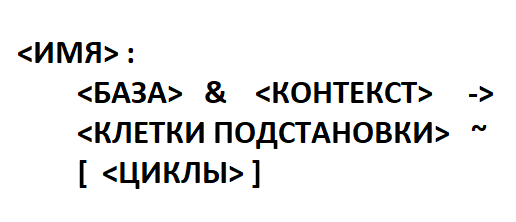 <ИМЯ> :
<БАЗА> & <КОНТЕКСТ> ->
<КЛЕТКИ ПОДСТАНОВКИ> ~
[ <ЦИКЛЫ> ]